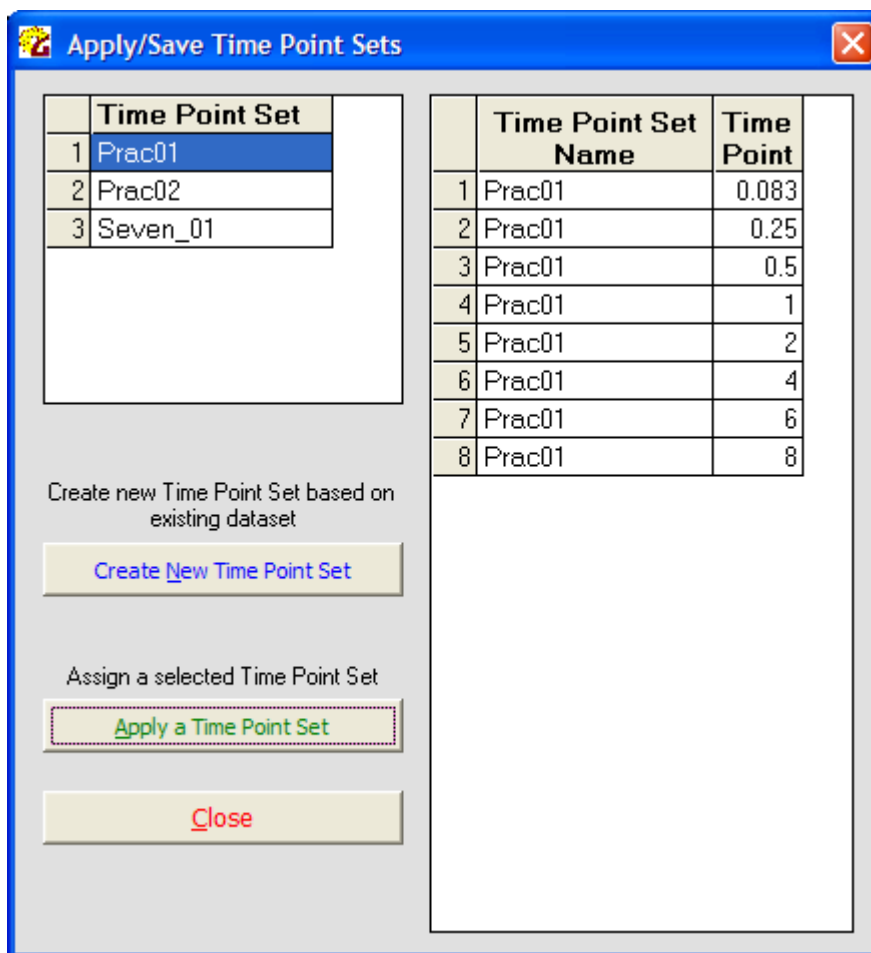 Apply/Save Time Point Sets
Time Point Set
1 Prac01
2 Prac02
3 Seven_01
Create new Time Point Set based on
existing dataset
Create New Time Point Set
Assign a selected Time Point Set
Apply a Time Point Set
Close
Time Point Set Time
Name Point
1 Prac01 0.083
2 Prac01 0.25
3 Prac01 0.5
4 Prac01 1
5 Prac01 2
6 Prac01 4
7 Prac01 6
8 Prac01 8